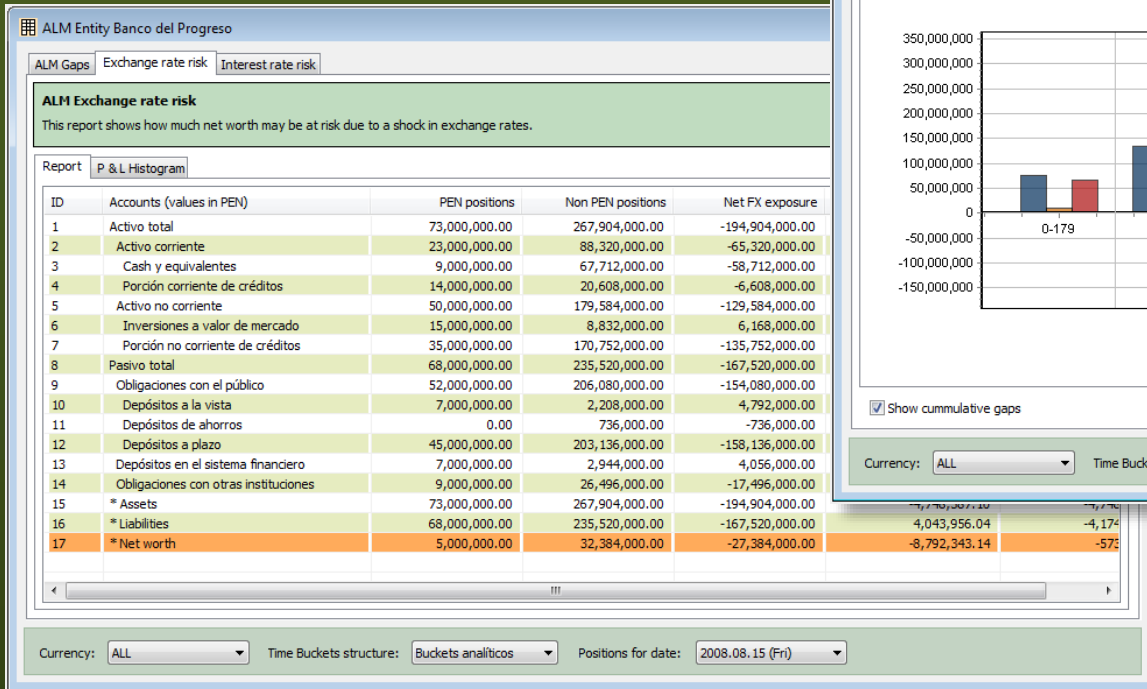 ALM Entity Banco del Progreso
ALM Gaps Exchange rate risk Interest rate risk
ALM Exchange rate risk
This report shows how much net worth may be at risk due to a shock in exchange rates.
Report P & L Histogram
ID Accounts (values in PEN) PEN positions Non PEN positions Net FX exposure
1 Activo total 73,000,000.00 267,904,000.00 -194,904,000.00
2 Activo corriente 23,000,000.00 88,320,000.00 -65,320,000.00
3 Cash y equivalentes 9,000,000.00 67,712,000.00 -58,712,000.00
4 Porción corriente de créditos 14,000,000.00 20,608,000.00 -6,608,000.00
5 Activo no corriente 50,000,000.00 179,584,000.00 -129,584,000.00
6 Inversiones a valor de mercado 15,000,000.00 8,832,000.00 6,168,000.00
7 Porción no corriente de créditos 35,000,000.00 170,752,000.00 -135,752,000.00
8 Pasivo total 68,000,000.00 235,520,000.00 -167,520,000.00
9 Obligaciones con el público 52,000,000.00 206,080,000.00 -154,080,000.00
10 Depósitos a la vista 7,000,000.00 2,208,000.00 4,792,000.00
11 Depósitos de ahorros 0.00 736,000.00 -736,000.00
12 Depósitos a plazo 45,000,000.00 203,136,000.00 -158,136,000.00
13 Depósitos en el sistema financiero 7,000,000.00 2,944,000.00 4,056,000.00
14 Obligaciones con otras instituciones 9,000,000.00 26,496,000.00 -17,496,000.00
15 * Assets 73,000,000.00 267,904,000.00 -194,904,000.00
16 * Liabilities 68,000,000.00 235,520,000.00 -167,520,000.00 4,043,956.04 -4,174
17 * Net worth 5,000,000.00 32,384,000.00 -27,384,000.00 -8,792,343.14 -573
Currency: ALL Time Buckets structure: Buckets analíticos Positions for date: 2008.08.15 (Fri)
350,000,000
300,000,000
250,000,000
200,000,000
150,000,000
100,000,000
50,000,000
0
0-179
-50,000,000
-100,000,000
-150,000,000
Show cummulative gaps
Currency: ALL Time Buck